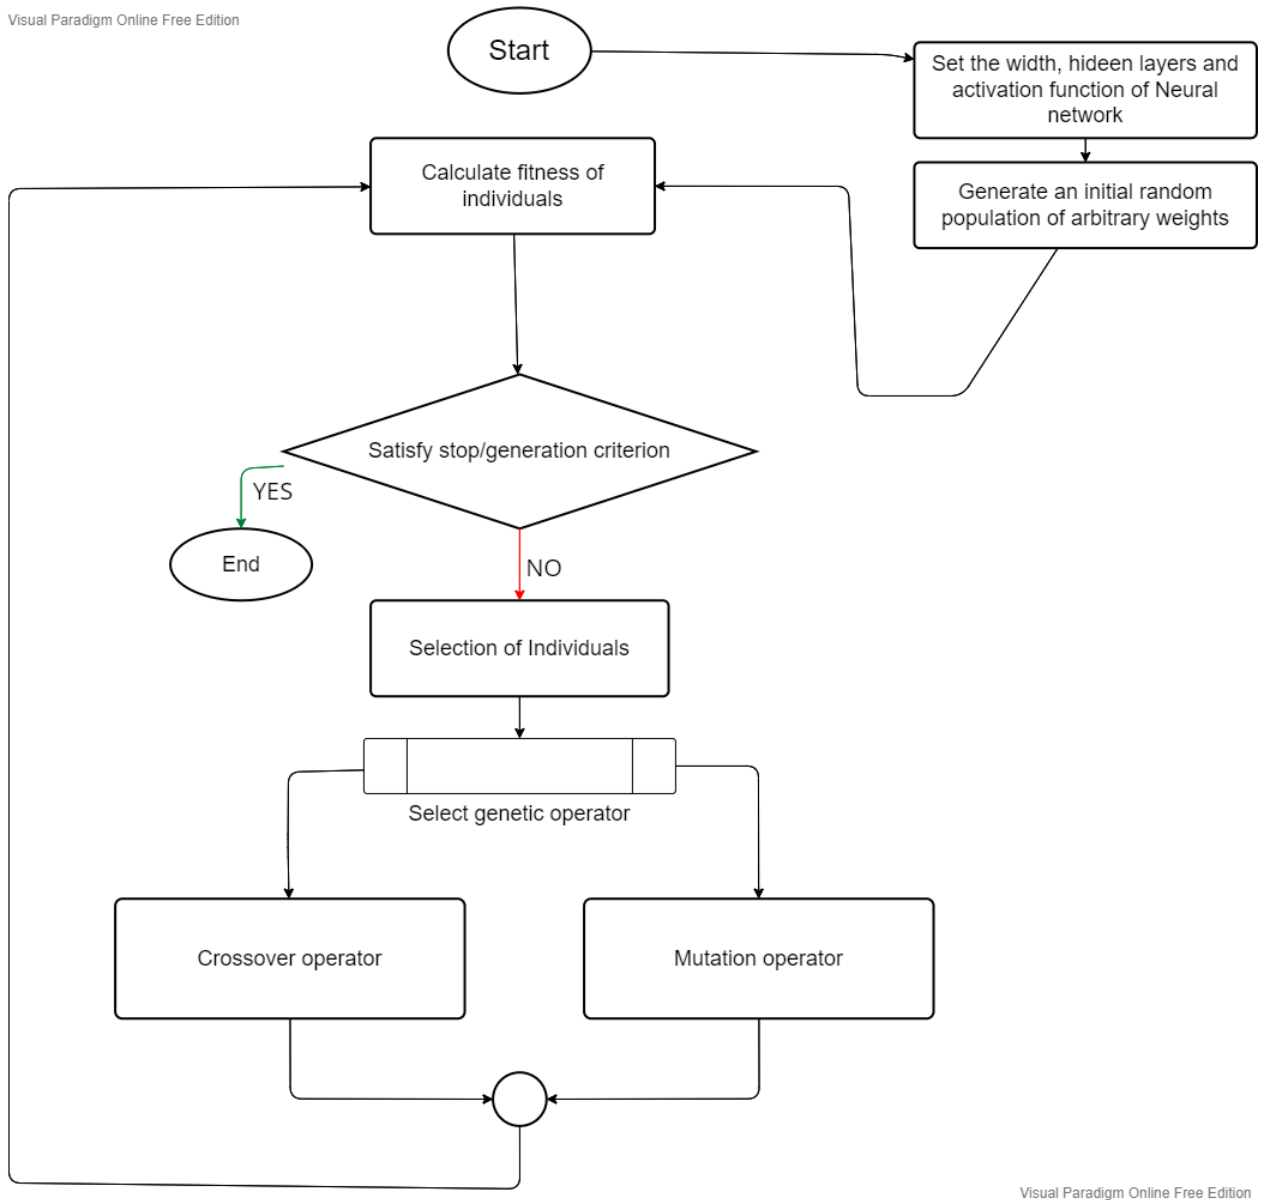 Visual Paradigm Online Free Edition
Start
Set the width, hideen layers and
activation function of Neural
network
Calculate fitness of
individuals
Generate an initial random
population of arbitrary weights
Satisfy stop/generation criterion
YES
End
NO
Selection of Individuals
Select genetic operator
Crossover operator
Mutation operator
Visual Paradigm Online Free Edition